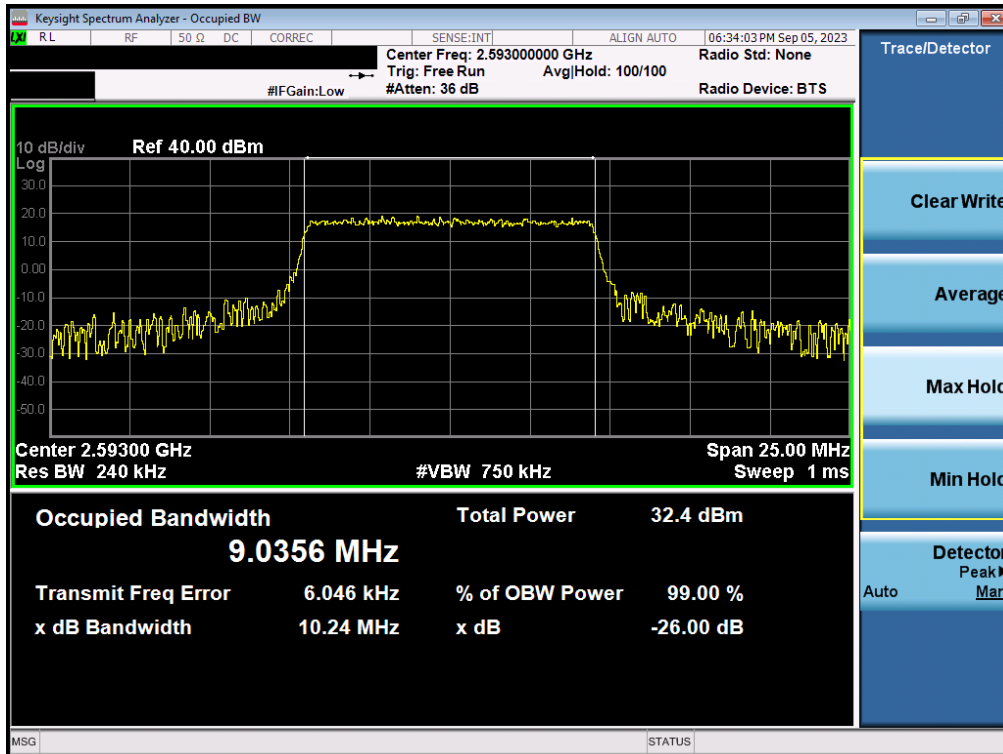 Keysight Spectrum Analyzer - Occupied BW
LXI RL RF 50 Ω DC CORREC SENSE:INT ALIGN AUTO 06:34:03 PM Sep 05, 2023
Center Freq: 2.593000000 GHz Radio Std: None
Trig: Free Run Avg|Hold: 100/100
#IFGain:Low #Atten: 36 dB Radio Device: BTS
10 dB/div Ref 40.00 dBm
Log
30.0
20.0
10.0
0.00
-10.0
-20.0
-30.0
-40.0
-50.0
Center 2.59300 GHz Span 25.00 MHz
Res BW 240 kHz #VBW 750 kHz Sweep 1 ms
Occupied Bandwidth Total Power 32.4 dBm
9.0356 MHz
Transmit Freq Error 6.046 kHz % of OBW Power 99.00 %
x dB Bandwidth 10.24 MHz x dB -26.00 dB
Trace/Detector
Clear Write
Average
Max Hold
Min Hold
Detector
Peak
Auto Man
MSG STATUS